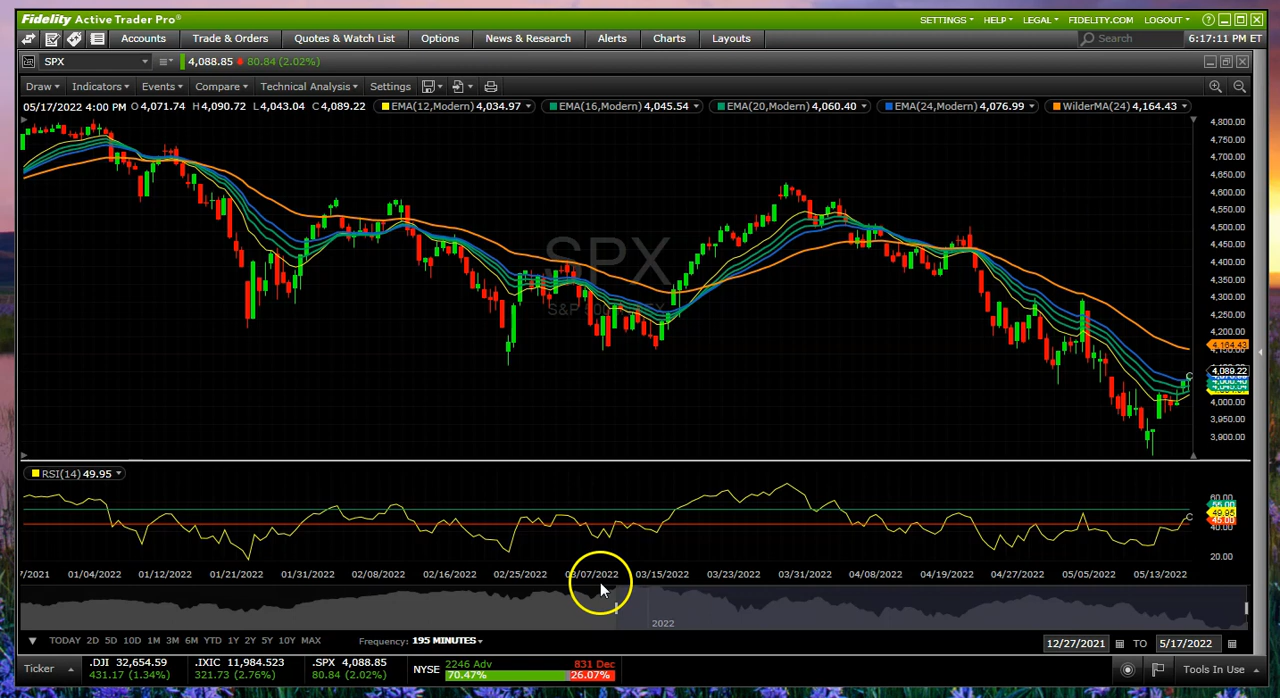 Fidelity Active Trader Pro® SETTINGS HELP LEGAL FIDELITY.COM LOGOUT
Accounts Trade & Orders Quotes & Watch List Options News & Research Alerts Charts Layouts Search 6:17:11 PM ET
SPX 4,088.85 80.84 (2.02%)
Draw Indicators Events Compare Technical Analysis Settings
05/17/2022 4:00 PM O 4,071.74 H 4,090.72 L 4,043.04 C 4,089.22 EMA(12,Modern) 4,034.97 EMA(16,Modern) 4,045.54 EMA(20,Modern) 4,060.40 EMA(24,Modern) 4,076.99 WilderMA(24) 4,164.43
4,800.00
4,750.00
4,700.00
4,650.00
4,600.00
4,550.00
4,500.00
4,450.00
4,400.00
4,350.00
4,300.00
4,250.00
4,200.00
4,164.43
4,089.22
4,000.00
3,950.00
3,900.00
SPX
RSI(14) 49.95
60.00
55.00
49.95
45.00
40.00
20.00
7/2021 01/04/2022 01/12/2022 01/21/2022 01/31/2022 02/08/2022 02/16/2022 02/25/2022 03/07/2022 03/15/2022 03/23/2022 03/31/2022 04/08/2022 04/19/2022 04/27/2022 05/05/2022 05/13/2022
2022
TODAY 2D 5D 10D 1M 3M 6M YTD 1Y 2Y 5Y 10Y MAX Frequency: 195 MINUTES 12/27/2021 TO 5/17/2022
Ticker .DJI 32,654.59 .IXIC 11,984.523 .SPX 4,088.85 NYSE 2246 Adv 831 Dec Tools In Use
431.17 (1.34%) 321.73 (2.76%) 80.84 (2.02%) 70.47% 26.07%